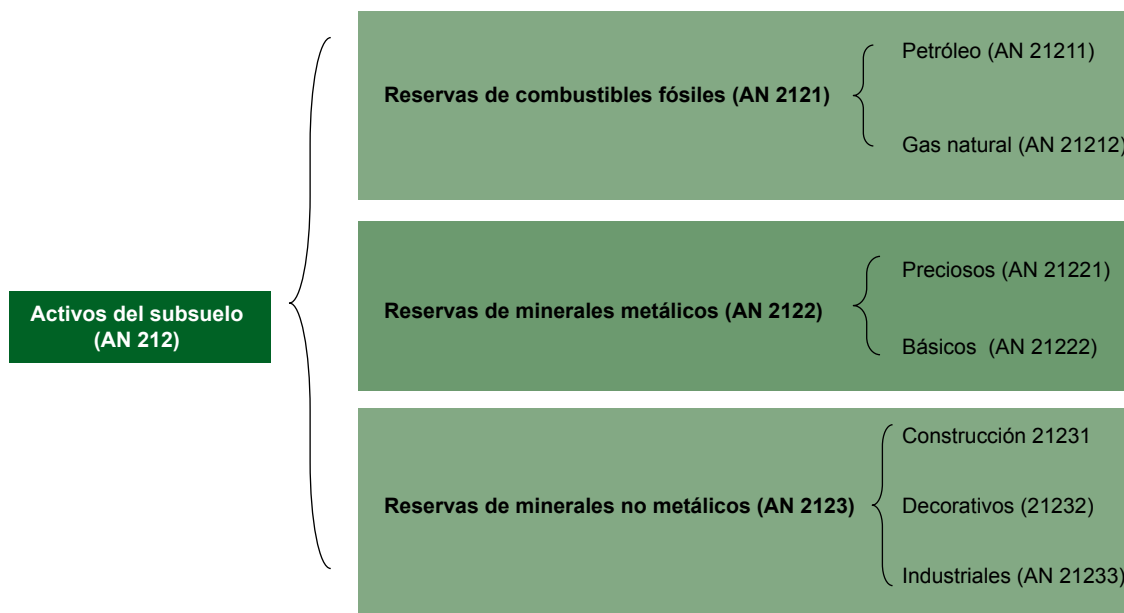 Activos del subsuelo
(AN 212)
Reservas de combustibles fósiles (AN 2121)
Petróleo (AN 21211)
Gas natural (AN 21212)
Reservas de minerales metálicos (AN 2122)
Preciosos (AN 21221)
Básicos (AN 21222)
Reservas de minerales no metálicos (AN 2123)
Construcción 21231
Decorativos (21232)
Industriales (AN 21233)